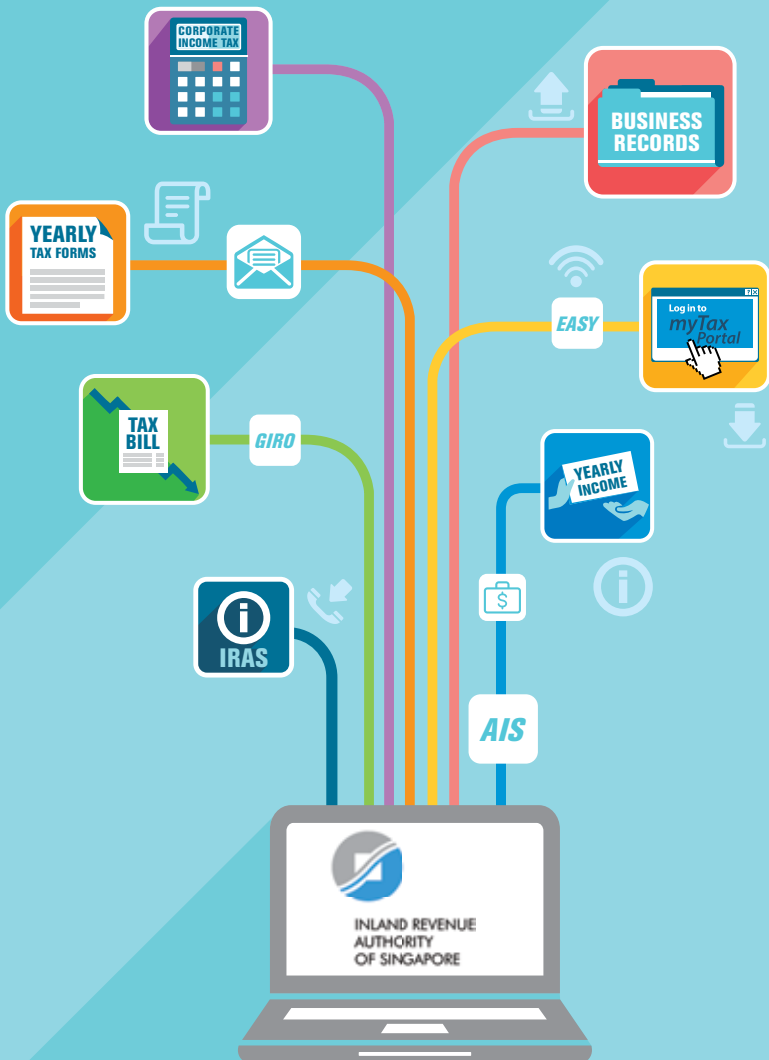 CORPORATE
INCOME TAX
BUSINESS
RECORDS
YEARLY
TAX FORMS
EASY
Log in to
myTax
Portal
TAX
BILL
GIRO
YEARLY
INCOME
$
i
IRAS
i
AIS
INLAND REVENUE
AUTHORITY
OF SINGAPORE